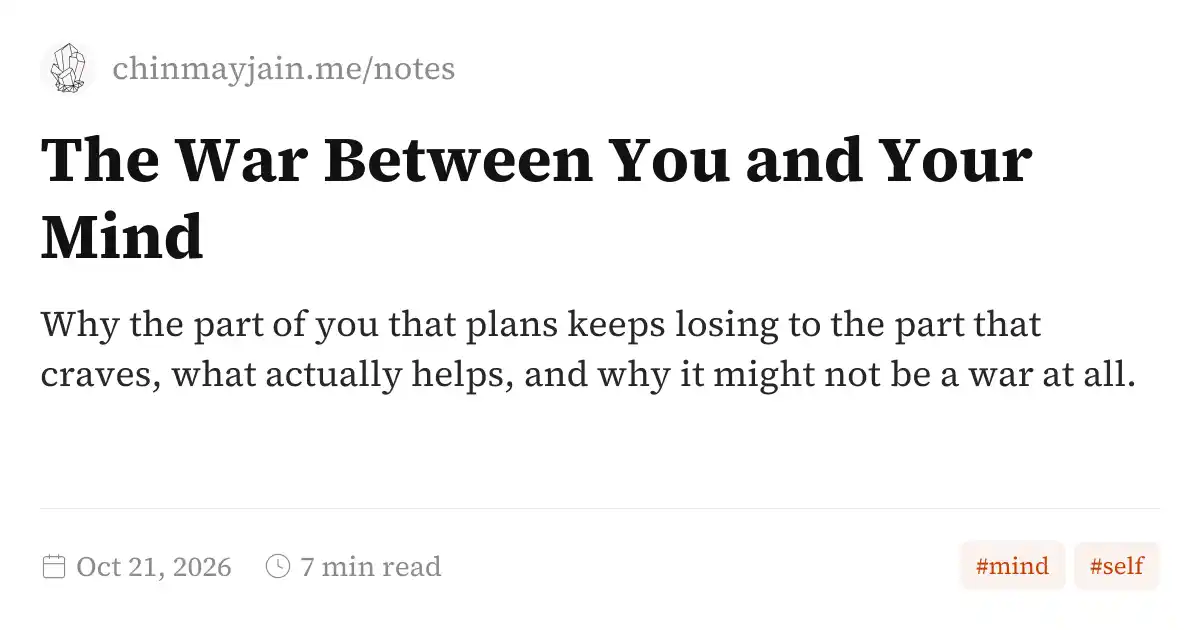 chinmayjain.me/notes
The War Between You and Your
Mind
Why the part of you that plans keeps losing to the part that
craves, what actually helps, and why it might not be a war at all.
Oct 21, 2026 7 min read #mind #self